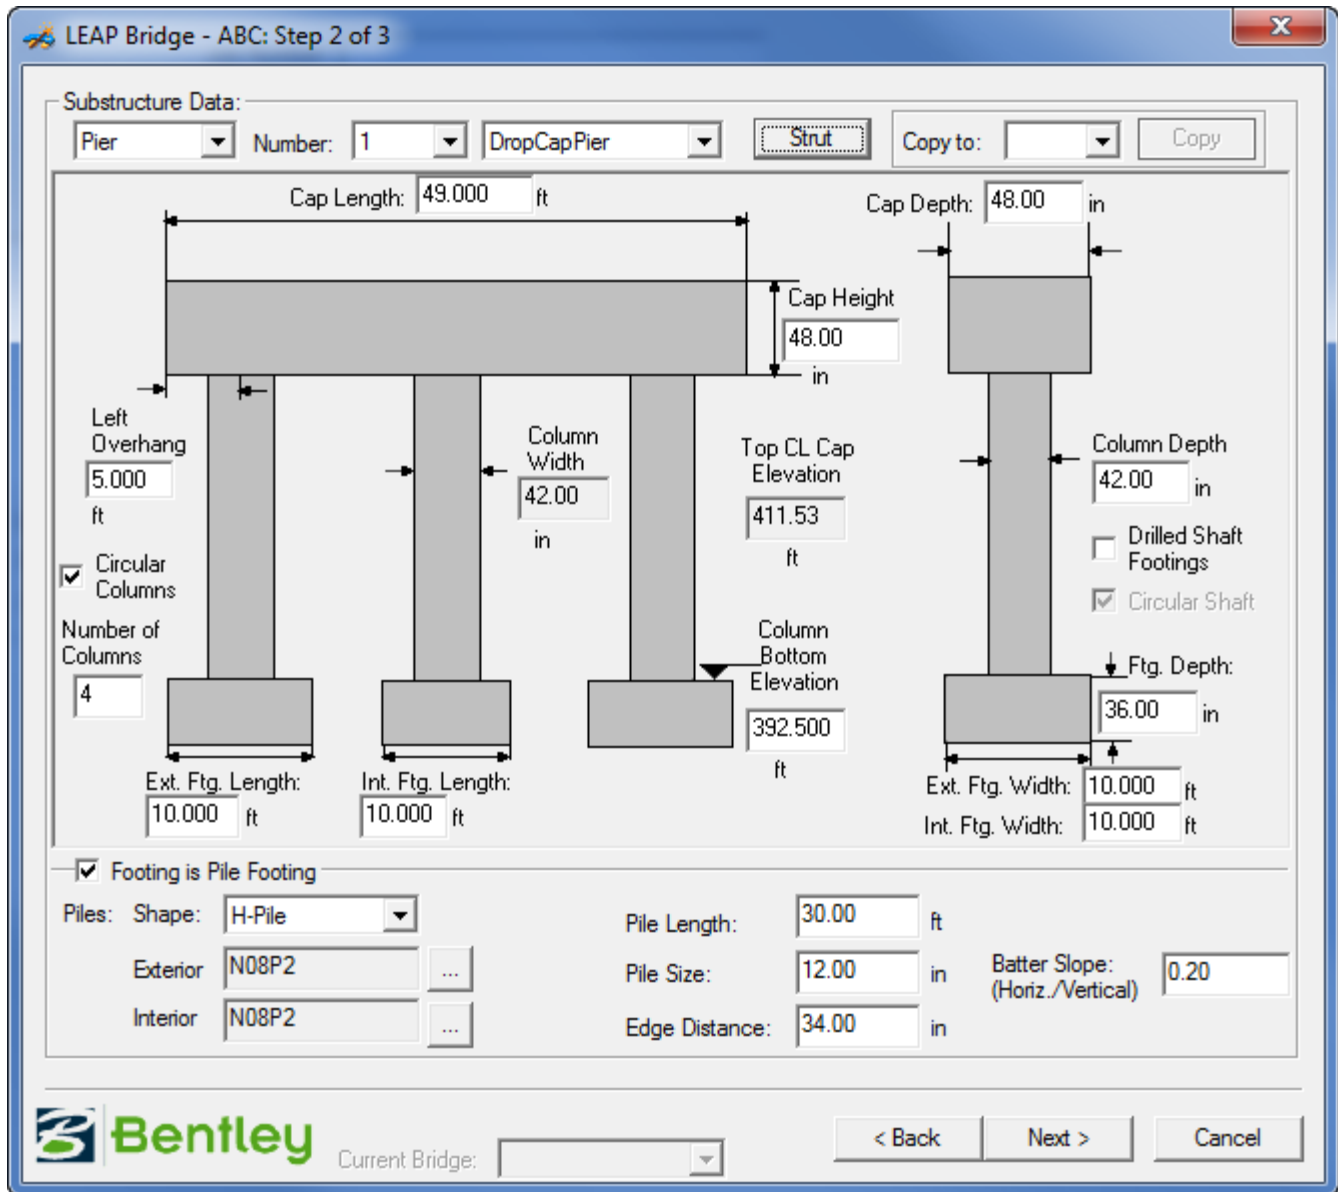 LEAP Bridge - ABC: Step 2 of 3
Substructure Data:
Pier
Number:
1
DropCapPier
Strut
Copy to:
Copy
Cap Length: 49.000 ft
Cap Depth: 48.00 in
Cap Height
48.00
in
Left
Overhang
5.000
ft
Column
Width
42.00
in
Top CL Cap
Elevation
411.53
ft
Column Depth
42.00 in
Drilled Shaft
Footings
Circular Shaft
Circular
Columns
Number of
Columns
4
Column
Bottom
Elevation
392.500
ft
Ftg. Depth:
36.00 in
Ext. Ftg. Length:
10.000 ft
Int. Ftg. Length:
10.000 ft
Ext. Ftg. Width: 10.000 ft
Int. Ftg. Width: 10.000 ft
Footing is Pile Footing
Piles: Shape: H-Pile
Exterior N08P2 ...
Interior N08P2 ...
Pile Length: 30.00 ft
Pile Size: 12.00 in
Edge Distance: 34.00 in
Batter Slope:
(Horiz./Vertical)
0.20
Bentley
Current Bridge:
< Back
Next >
Cancel